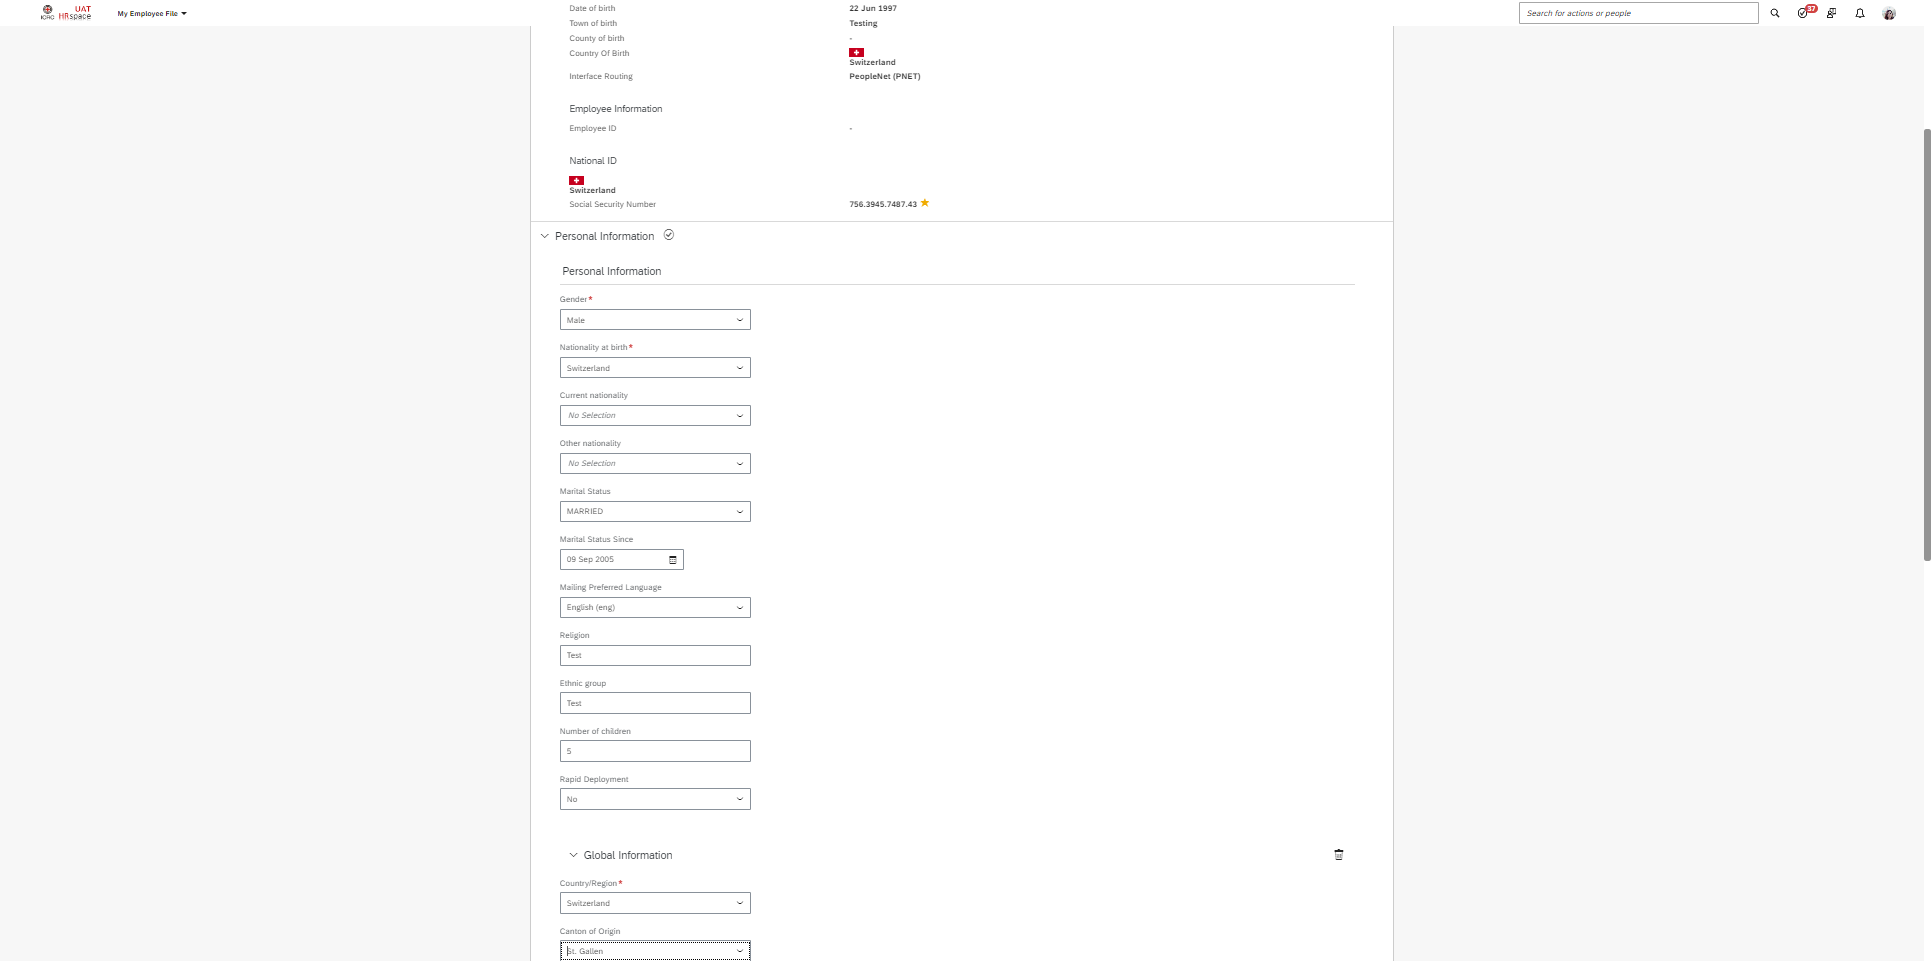 ICRC
UAT
HRspace
My Employee File
Search for actions or people
37
Date of birth
22 Jun 1997
Town of birth
Testing
County of birth
-
Country Of Birth
Switzerland
Interface Routing
PeopleNet (PNET)
Employee Information
Employee ID
-
National ID
Switzerland
Social Security Number
756.3945.7487.43
Personal Information
Personal Information
Gender*
Male
Nationality at birth*
Switzerland
Current nationality
No Selection
Other nationality
No Selection
Marital Status
MARRIED
Marital Status Since
09 Sep 2005
Mailing Preferred Language
English (eng)
Religion
Test
Ethnic group
Test
Number of children
5
Rapid Deployment
No
Global Information
Country/Region*
Switzerland
Canton of Origin
St. Gallen